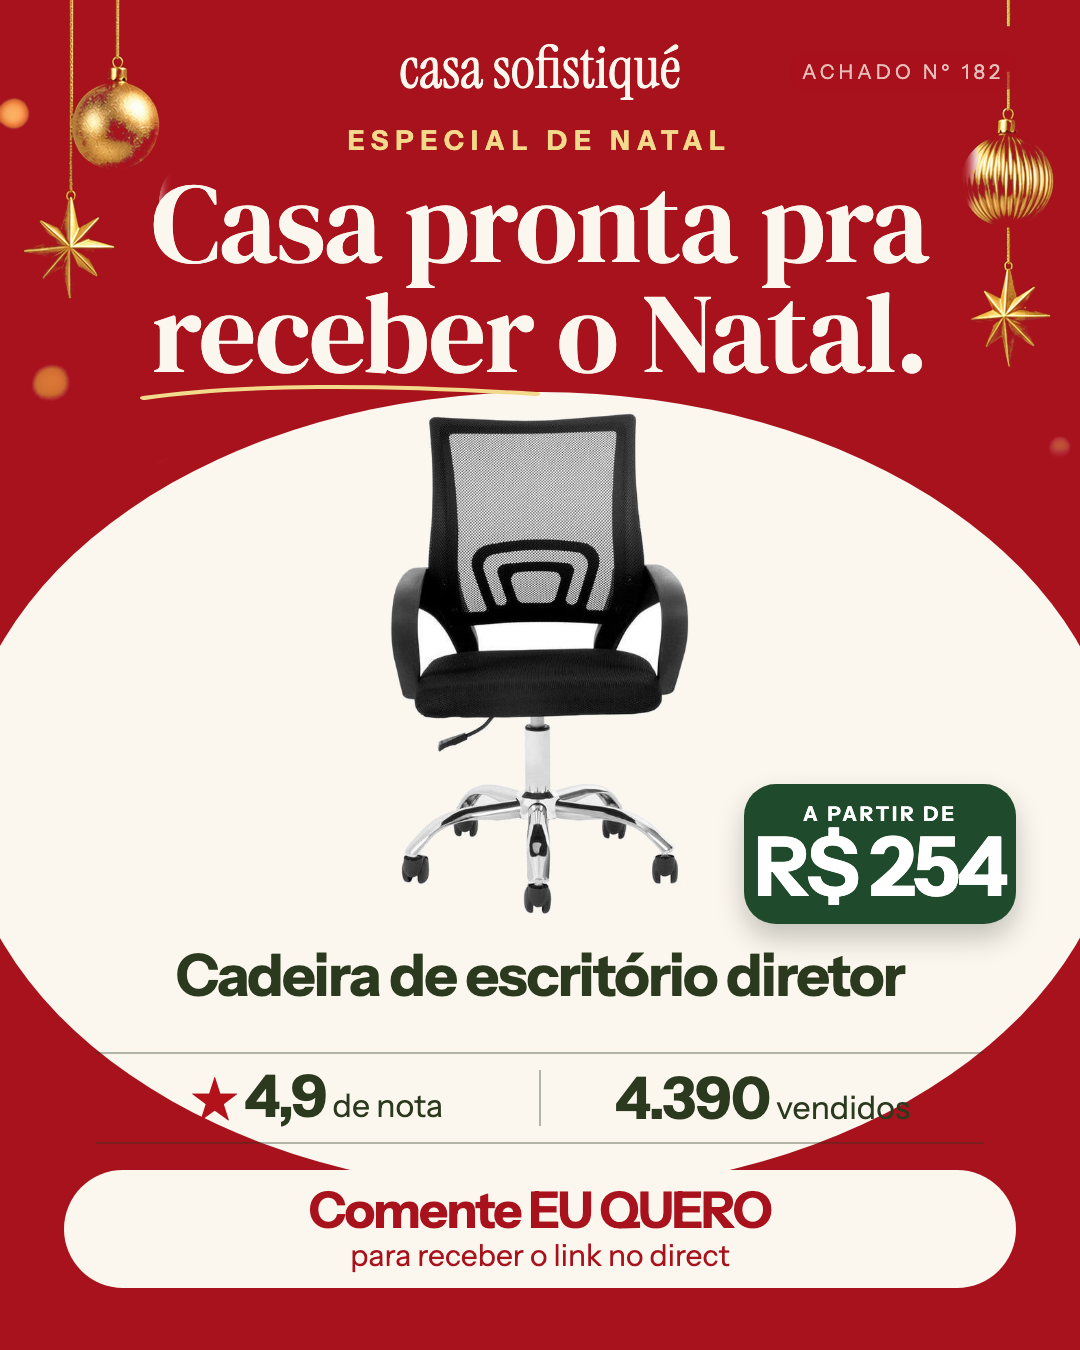 casa sofistiqué
ACHADO Nº 182
ESPECIAL DE NATAL
Casa pronta pra
receber o Natal.
A PARTIR DE
R$ 254
Cadeira de escritório diretor
★ 4,9 de nota
4.390 vendidos
Comente EU QUERO
para receber o link no direct